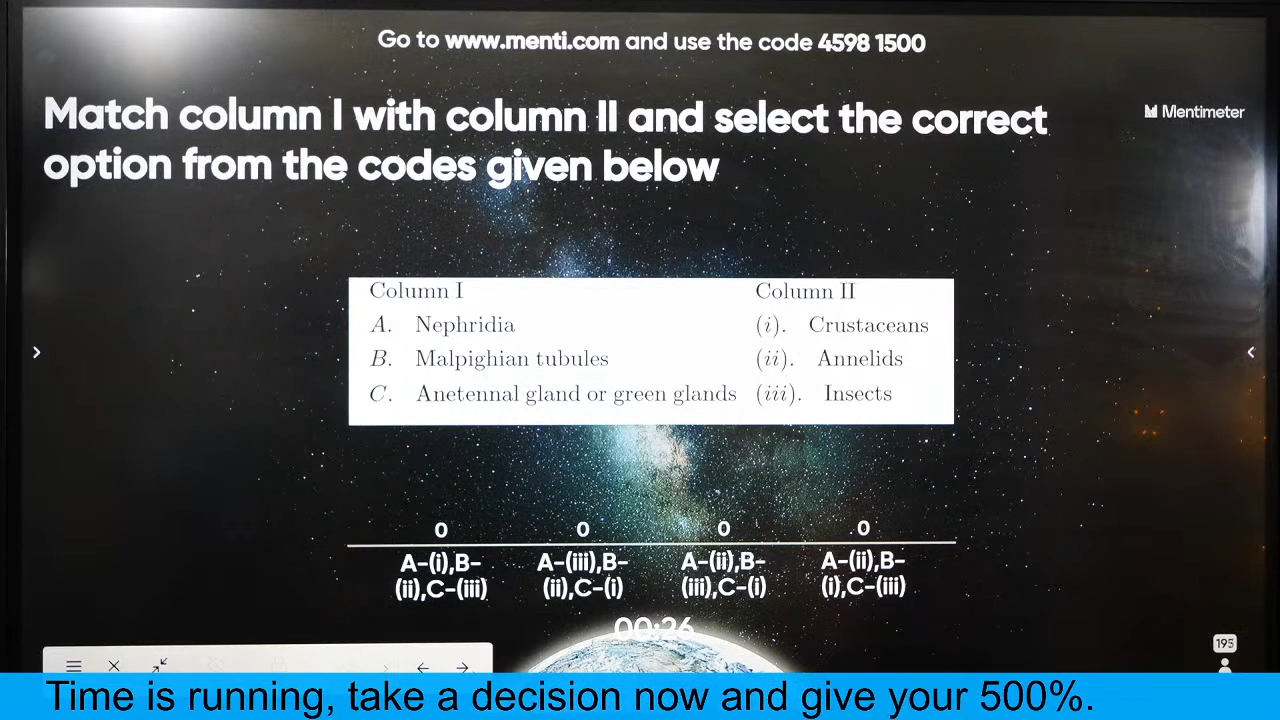 Go to www.menti.com and use the code 4598 1500
Match column I with column II and select the correct
option from the codes given below
Mentimeter
Column I Column II
A. Nephridia (i). Crustaceans
B. Malpighian tubules (ii). Annelids
C. Anetennal gland or green glands (iii). Insects
0 0 0 0
A-(i),B- A-(iii),B- A-(ii),B- A-(ii),B-
(ii),C-(iii) (ii),C-(i) (iii),C-(i) (i),C-(iii)
00:26
195
Time is running, take a decision now and give your 500%.